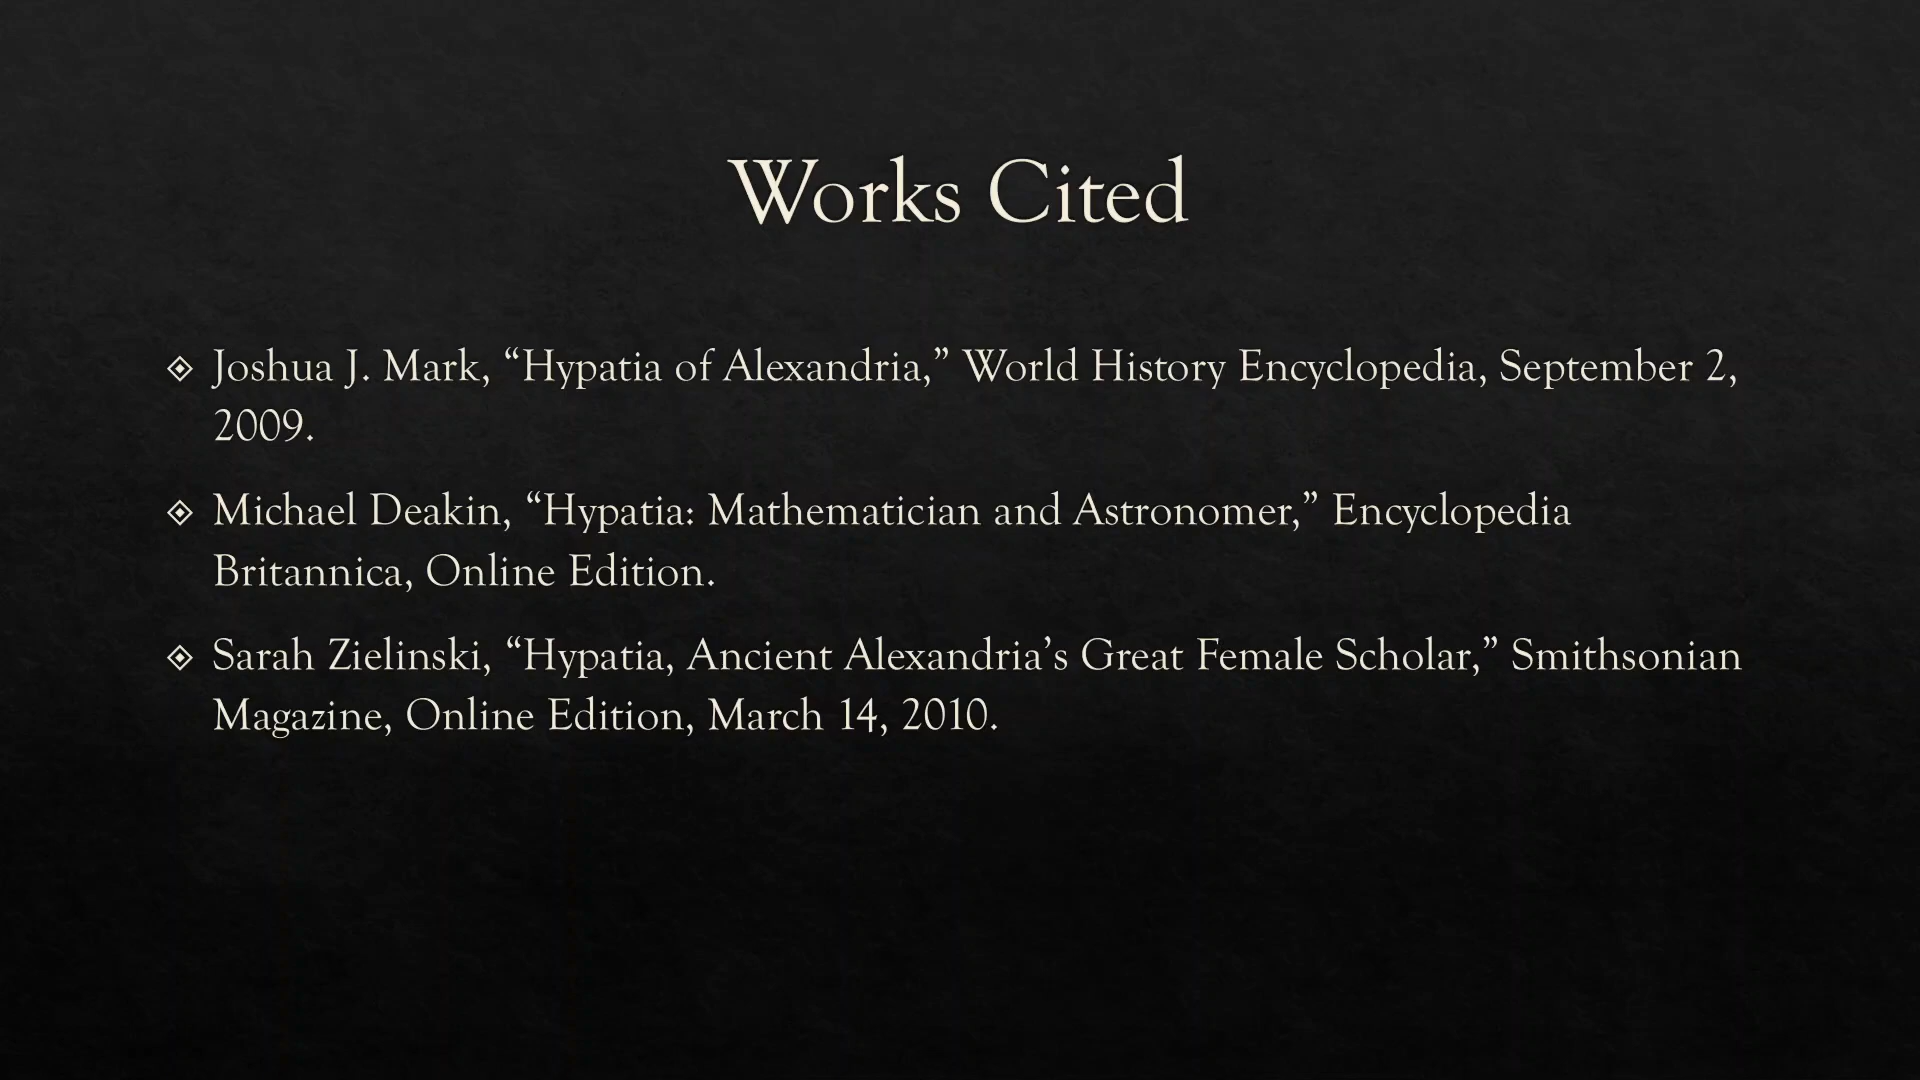 Works Cited
Joshua J. Mark, “Hypatia of Alexandria,” World History Encyclopedia, September 2,
2009.
Michael Deakin, “Hypatia: Mathematician and Astronomer,” Encyclopedia
Britannica, Online Edition.
Sarah Zielinski, “Hypatia, Ancient Alexandria’s Great Female Scholar,” Smithsonian
Magazine, Online Edition, March 14, 2010.